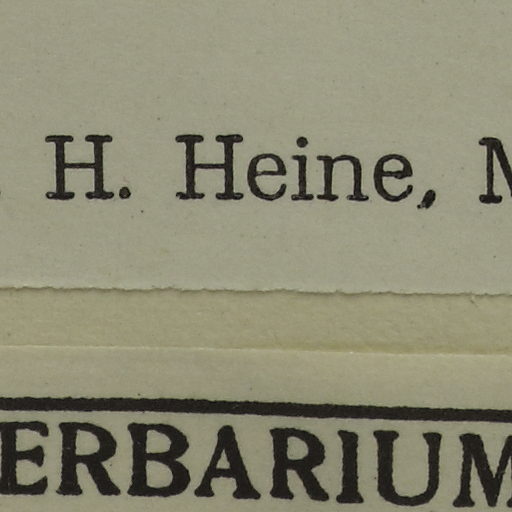 . H. Heine, M
ERBARIUM